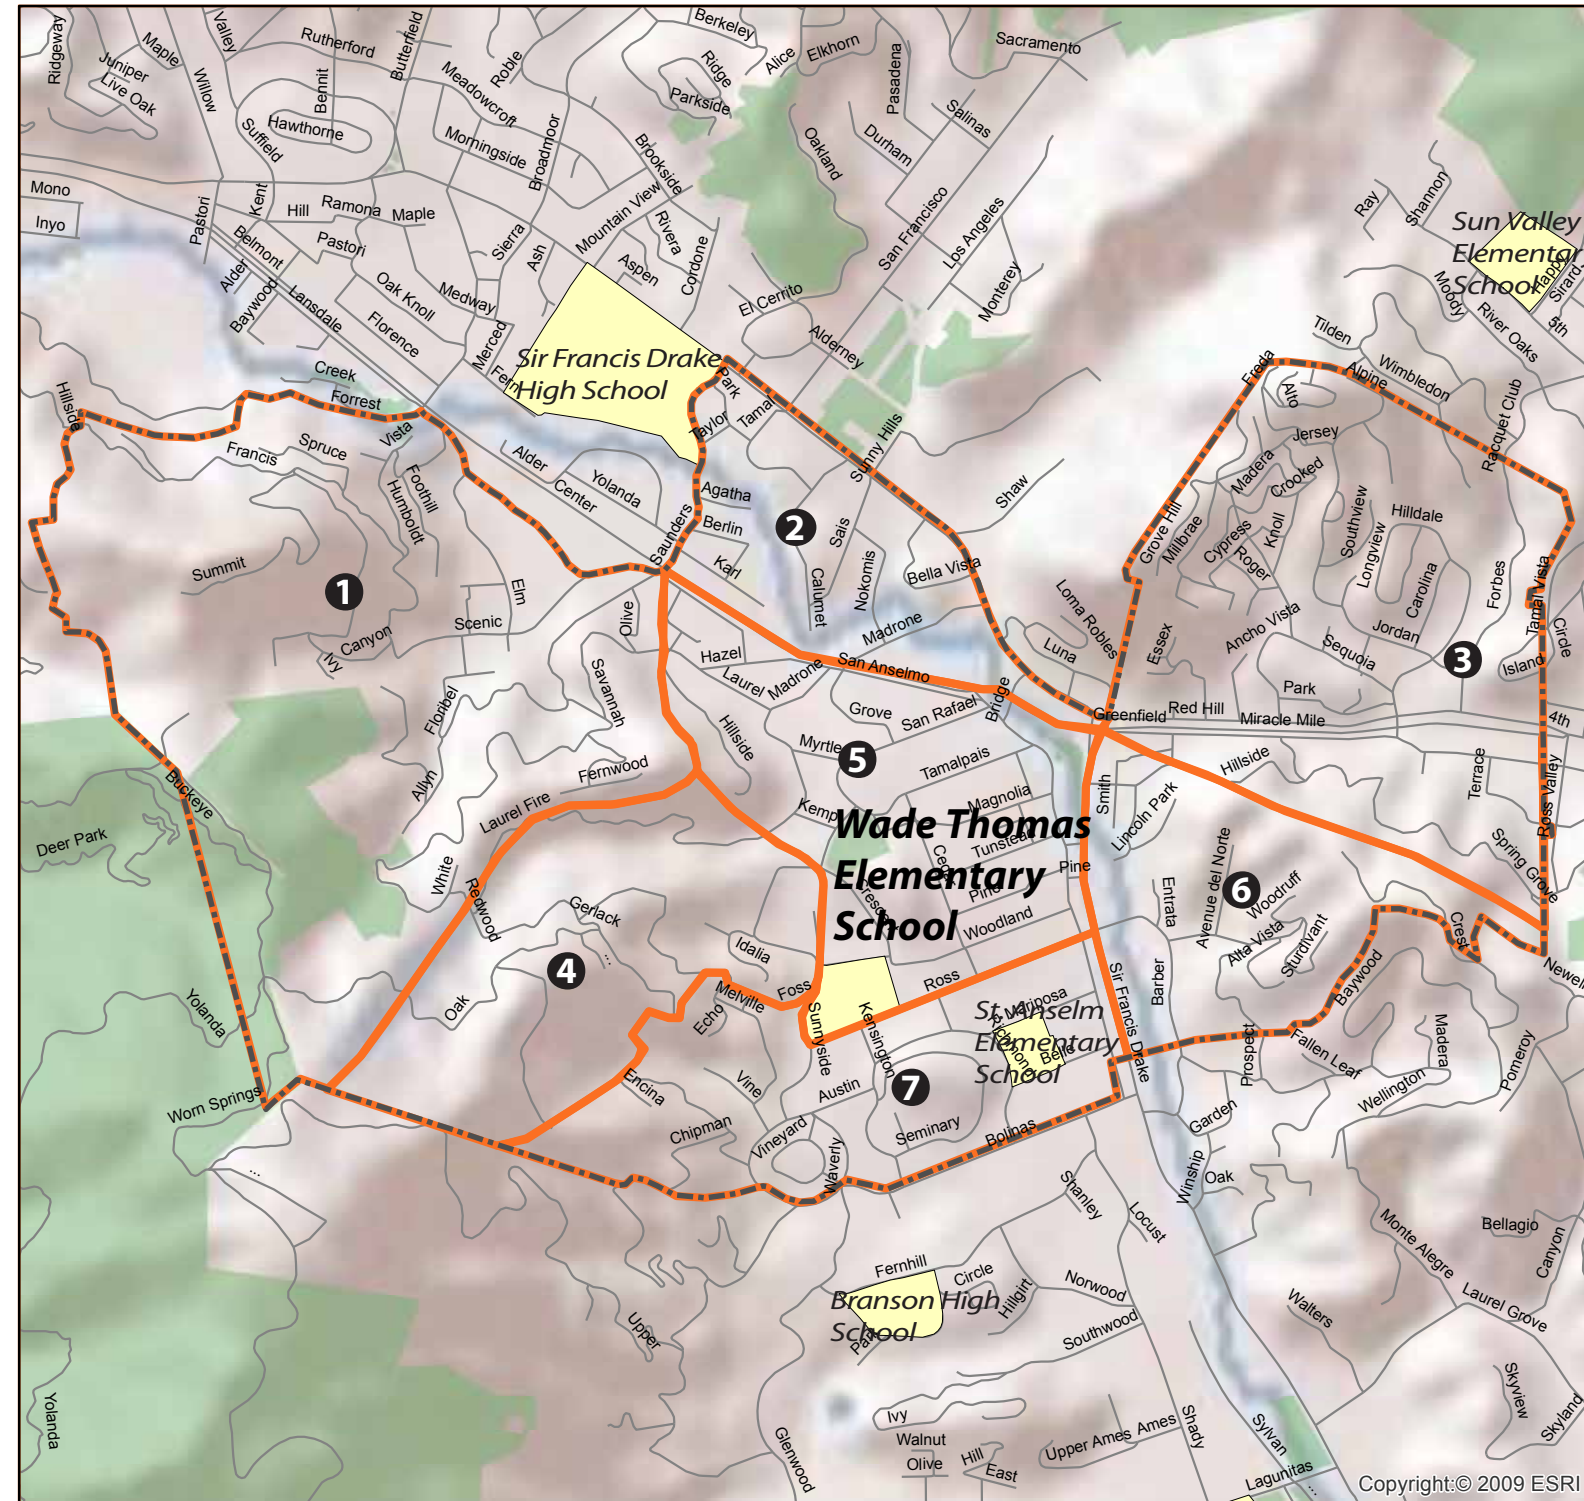 Ridgeway
Juniper
Live Oak
Maple
Valley
Willow
Rutherford
Butterfield
Bennit
Hawthorne
Suffield
Meadowcroft
Morningside
Roble
Broadmoor
Berkeley
Ridge
Parkside
Alice
Elkhorn
Pasadena
Sacramento
Salinas
Durham
Oakland
Brookside
Mountain View
Mono
Inyo
Pastori
Kent
Hill
Ramona
Maple
Belmont
Pastori
Alder
Baywood
Lansdale
Oak Knoll
Florence
Medway
Merced
Fern
Sierra
Ash
Aspen
Rivera
Cordone
San Francisco
Los Angeles
Monterey
El Cerrito
Alderney
Ray
Shannon
Sun Valley
Elementar
School
Happy
Sirard
Moody
River Oaks
5th
Tilden
Wimbledon
Alpine
Racquet Club
Freda
Alto
Jersey
Sir Francis Drake
High School
Park
Taylor
Tamal
Sunny Hills
Creek
Forrest
Vista
Hillside
Francis
Spruce
Foothill
Humboldt
Alder
Center
Yolanda
Saunders
Agatha
Berlin
Karl
2
Sais
Nokomis
Calumet
Bella Vista
Madrone
Shaw
Madera
Crooked
Grove Hill
Millbrae
Cypress
Roger
Knoll
Southview
Longview
Hilldale
Carolina
Forbes
Tamal Vista
Circle
Summit
1
Elm
Scenic
Canyon
Ivy
Olive
Savannah
Floribel
Hazel
Laurel
Madrone
San Anselmo
Loma Robles
Luna
Essex
Ancho Vista
Sequoia
Jordan
3
Island
Park
Grove
San Rafael
Bridge
Greenfield
Red Hill
Miracle Mile
4th
Hillside
Myrtle
5
Tamalpais
Fernwood
Allyn
Laurel Fire
Buckeye
Deer Park
Kemp
Magnolia
Tunstead
Smith
Lincoln Park
Hillside
Terrace
Ross Valley
Spring Grove
Wade Thomas
Elementary
School
Cedar
Pine
Pine
Crescent
Woodland
White
Redwood
Gerlack
...
4
Idalia
Entrata
Avenue del Norte
6
Woodruff
Alta Vista
Sturdivant
Crest
Baywood
Newell
Oak
Yolanda
Melville
Foss
Echo
Sunnyside
Kensington
Ross
Mariposa
Sir Francis Drake
Barber
St. Anselm
Elementary
School
Richmond
Belle
Prospect
Fallen Leaf
Madera
Wellington
Pomeroy
Worn Springs
Encina
Vine
Austin
7
Seminary
Bolinas
Garden
...
Chipman
Vineyard
Waverly
Winship
Oak
Shanley
Locust
Monte Alegre
Bellagio
Canyon
Fernhill
Circle
Hillgirt
Norwood
Southwood
Branson High
School
Park
Walters
Laurel Grove
Upper
Yolanda
Ivy
Walnut
Olive
Hill
East
Upper Ames
Ames
Shady
Sylvan
Skyview
Skyland
Glenwood
Lagunitas
...
Copyright:© 2009 ESRI